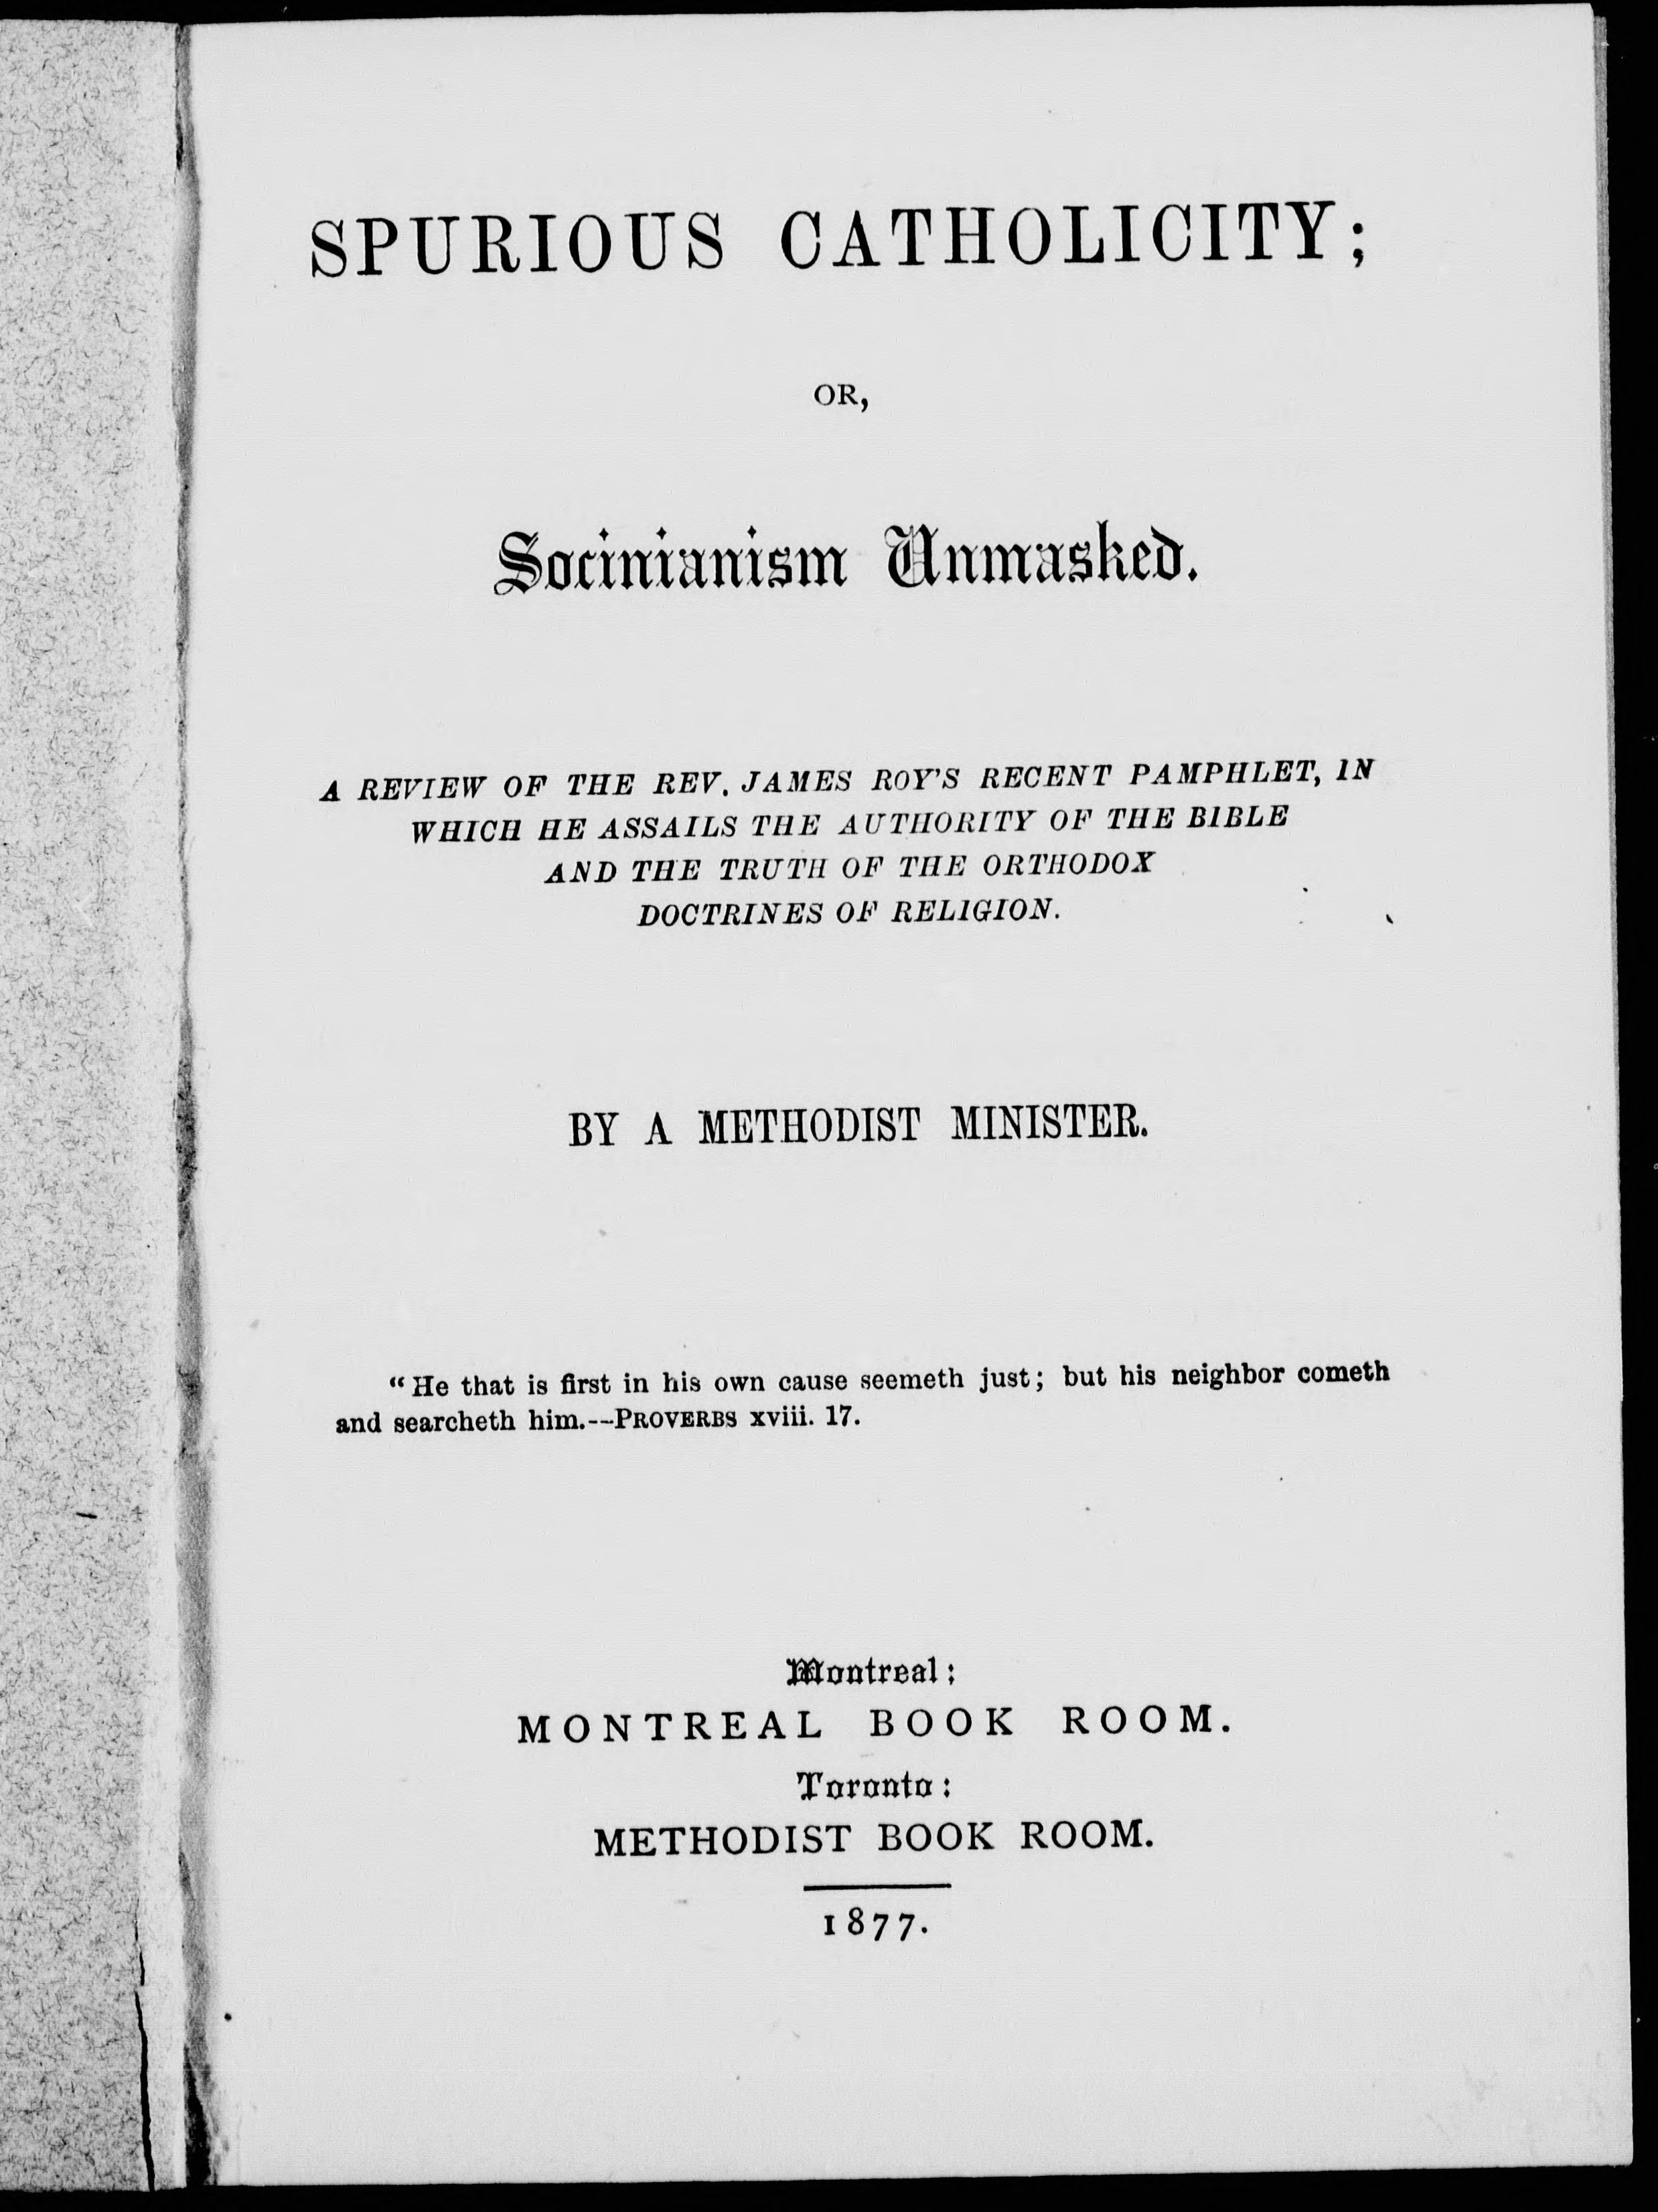 SPURIOUS CATHOLICITY;
OR,
Socinianism Unmasked.
A REVIEW OF THE REV. JAMES ROY'S RECENT PAMPHLET, IN
WHICH HE ASSAILS THE AUTHORITY OF THE BIBLE
AND THE TRUTH OF THE ORTHODOX
DOCTRINES OF RELIGION.
BY A METHODIST MINISTER.
"He that is first in his own cause seemeth just; but his neighbor cometh
and searcheth him.--PROVERBS xviii. 17.
Montreal:
MONTREAL BOOK ROOM.
Toronto:
METHODIST BOOK ROOM.
1877.